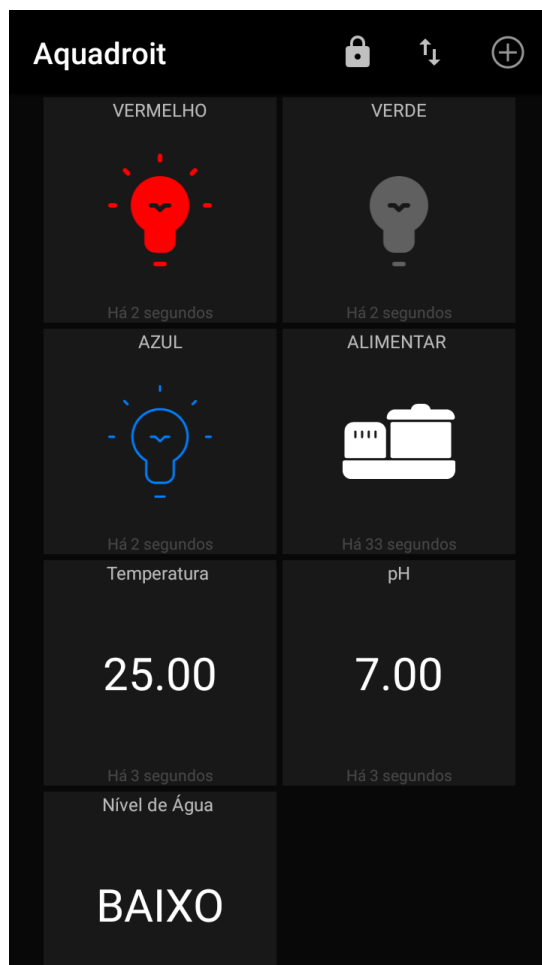 Aquadroit
VERMELHO
VERDE
Há 2 segundos
Há 2 segundos
AZUL
ALIMENTAR
Há 2 segundos
Há 33 segundos
Temperatura
pH
25.00
7.00
Há 3 segundos
Há 3 segundos
Nível de Água
BAIXO